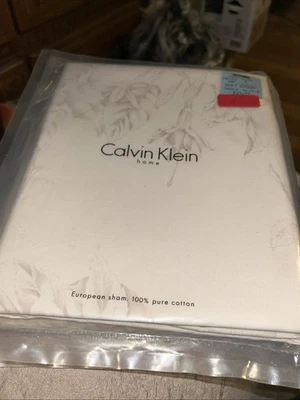 Calvin Klein
home
European sham. 100% pure cotton